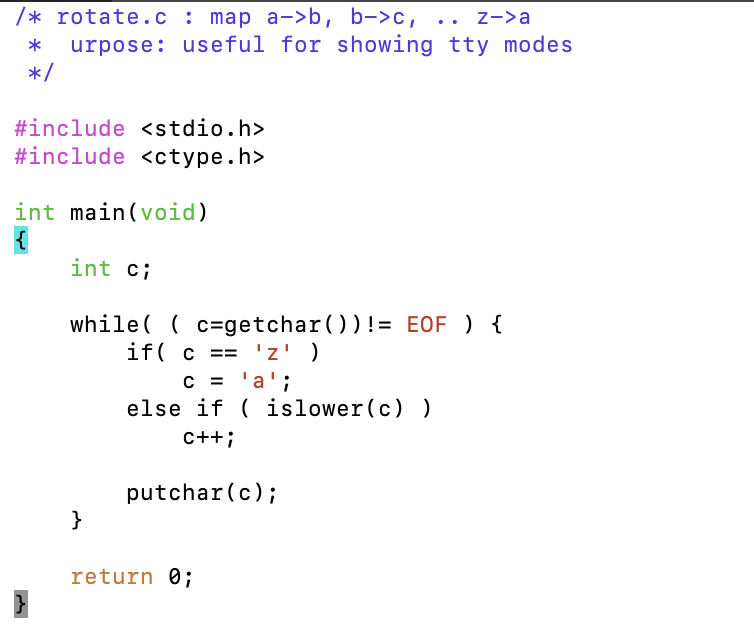 /* rotate.c : map a->b, b->c, .. z->a
 *  urpose: useful for showing tty modes
 */

#include <stdio.h>
#include <ctype.h>

int main(void)
{
    int c;

    while( ( c=getchar())!= EOF ) {
        if( c == 'z' )
            c = 'a';
        else if ( islower(c) )
            c++;

        putchar(c);
    }

    return 0;
}